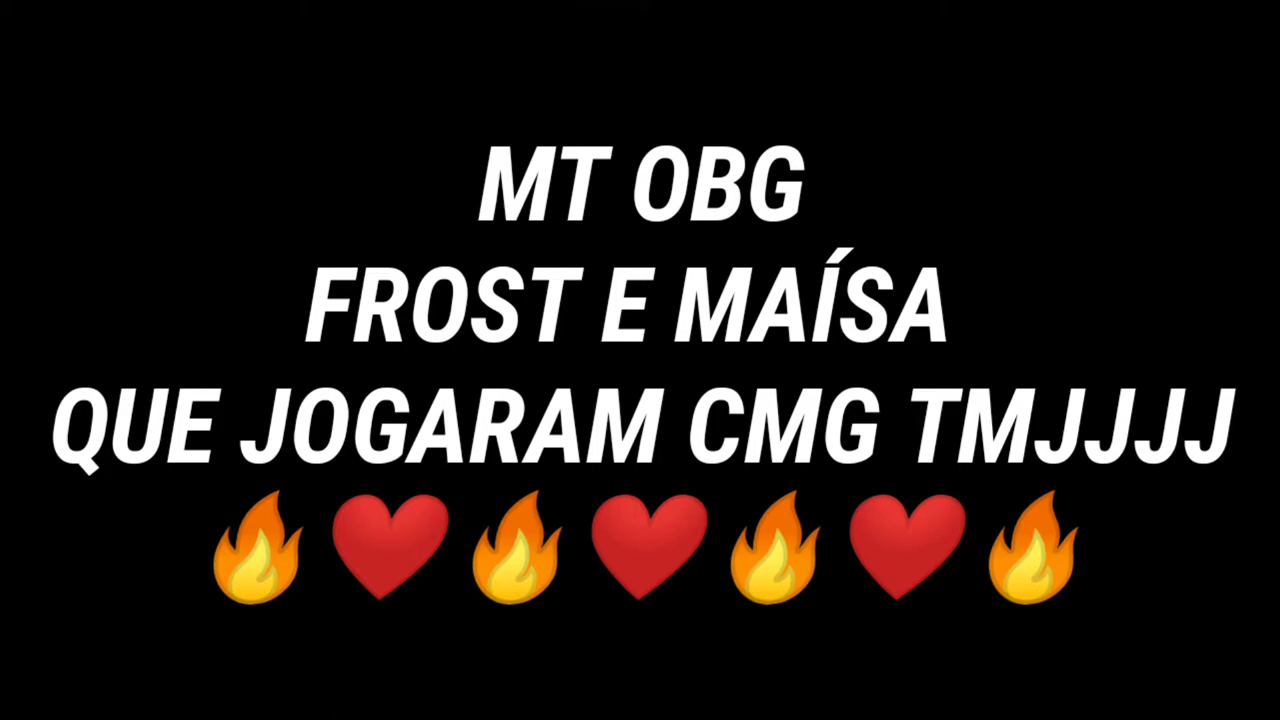 MT OBG
FROST E MAÍSA
QUE JOGARAM CMG TMJJJJ
🔥❤️🔥❤️🔥❤️🔥